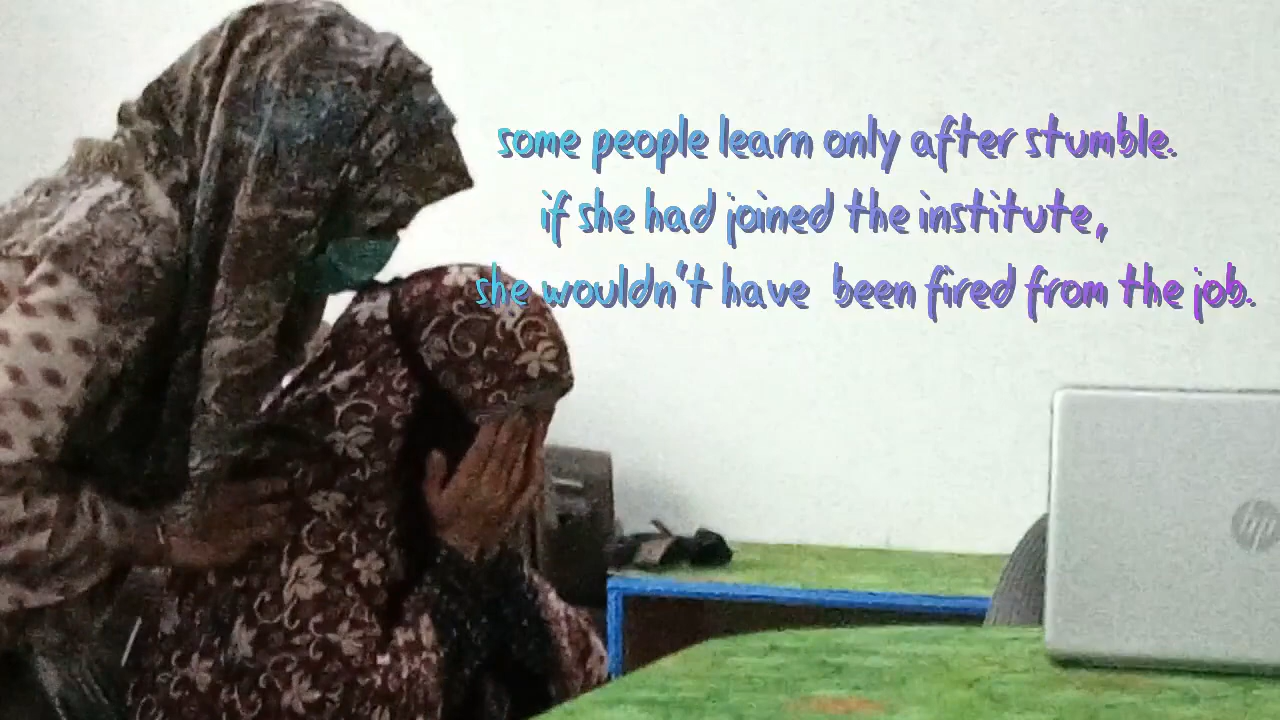 some people learn only after stumble.
if she had joined the institute,
she wouldn't have been fired from the job.
hp